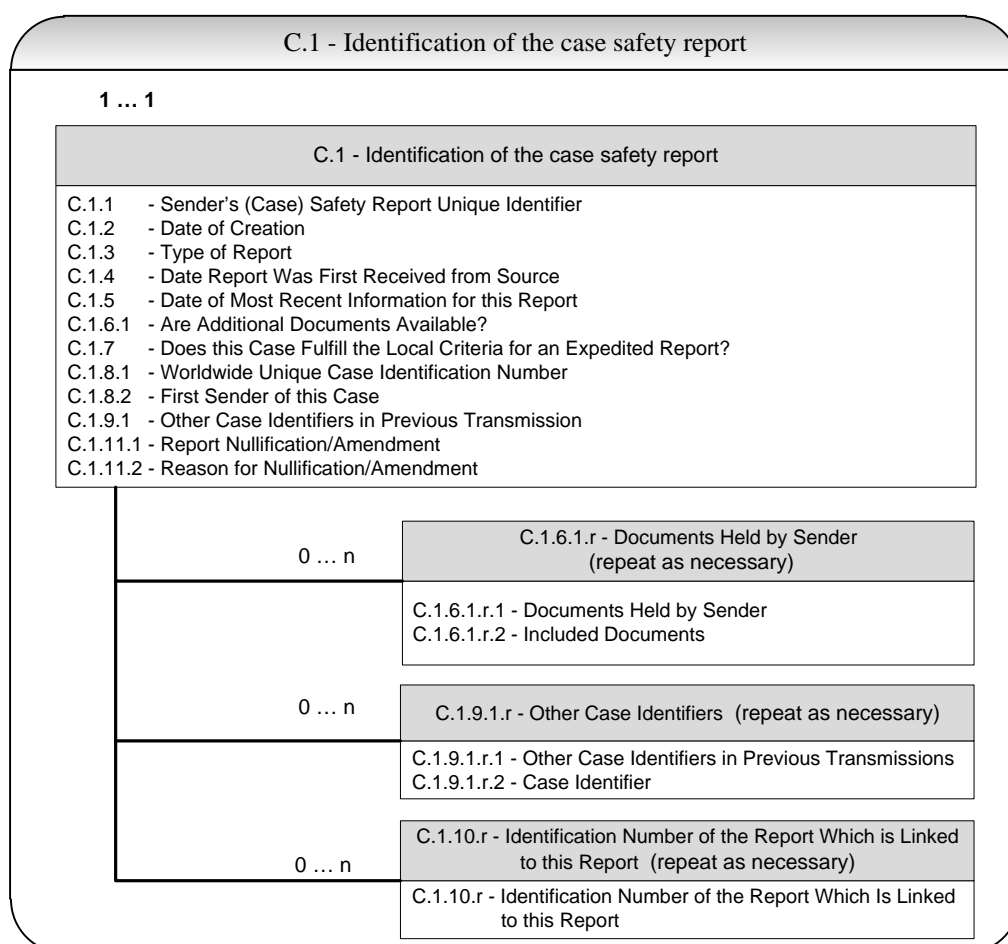 C.1 - Identification of the case safety report
1 … 1
C.1 - Identification of the case safety report
C.1.1 - Sender’s (Case) Safety Report Unique Identifier
C.1.2 - Date of Creation
C.1.3 - Type of Report
C.1.4 - Date Report Was First Received from Source
C.1.5 - Date of Most Recent Information for this Report
C.1.6.1 - Are Additional Documents Available?
C.1.7 - Does this Case Fulfill the Local Criteria for an Expedited Report?
C.1.8.1 - Worldwide Unique Case Identification Number
C.1.8.2 - First Sender of this Case
C.1.9.1 - Other Case Identifiers in Previous Transmission
C.1.11.1 - Report Nullification/Amendment
C.1.11.2 - Reason for Nullification/Amendment
0 … n
C.1.6.1.r - Documents Held by Sender
(repeat as necessary)
C.1.6.1.r.1 - Documents Held by Sender
C.1.6.1.r.2 - Included Documents
0 … n
C.1.9.1.r - Other Case Identifiers (repeat as necessary)
C.1.9.1.r.1 - Other Case Identifiers in Previous Transmissions
C.1.9.1.r.2 - Case Identifier
0 … n
C.1.10.r - Identification Number of the Report Which is Linked
to this Report (repeat as necessary)
C.1.10.r - Identification Number of the Report Which Is Linked
to this Report